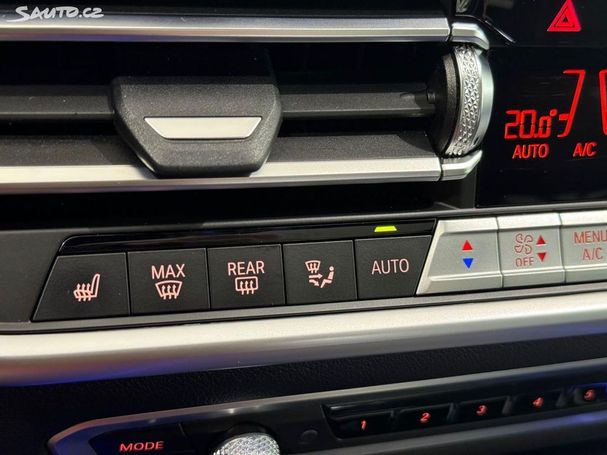 Sauto.cz
20.0°
AUTO A/C
MAX
REAR
AUTO
OFF
MENU
A/C
1 2 3 4 5
MODE